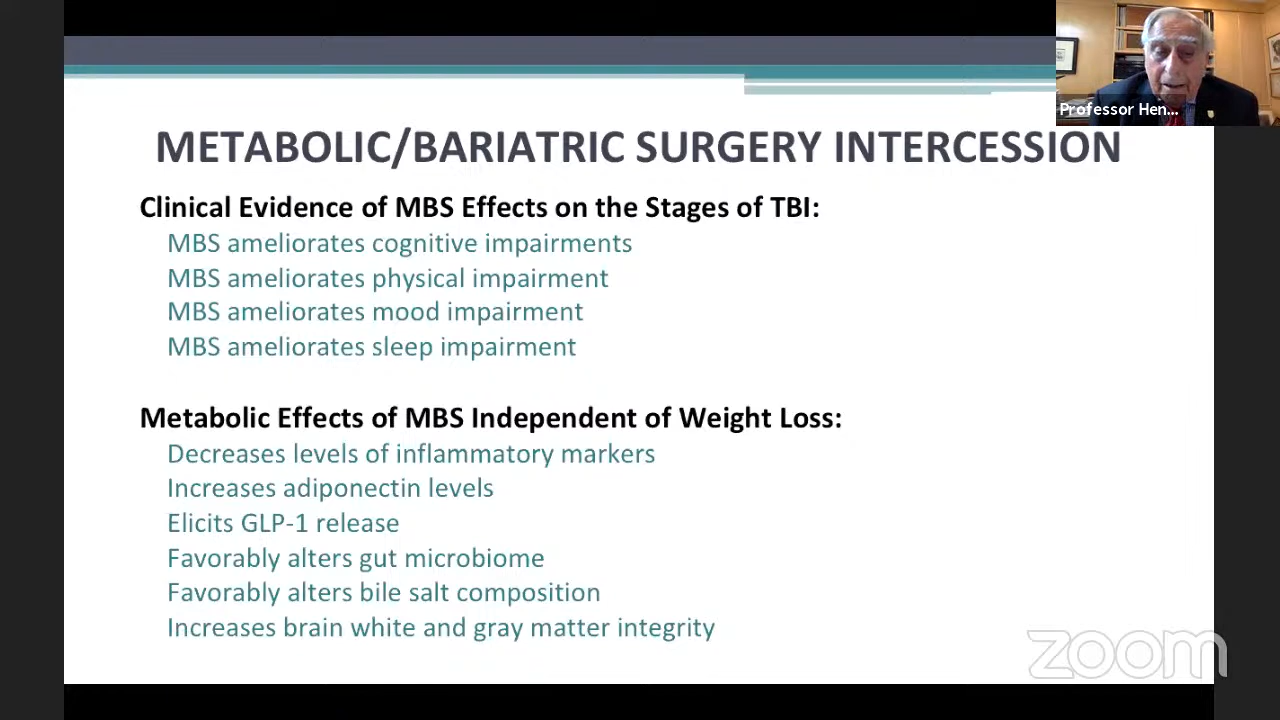 Professor Hen...
METABOLIC/BARIATRIC SURGERY INTERCESSION
Clinical Evidence of MBS Effects on the Stages of TBI:
MBS ameliorates cognitive impairments
MBS ameliorates physical impairment
MBS ameliorates mood impairment
MBS ameliorates sleep impairment
Metabolic Effects of MBS Independent of Weight Loss:
Decreases levels of inflammatory markers
Increases adiponectin levels
Elicits GLP-1 release
Favorably alters gut microbiome
Favorably alters bile salt composition
Increases brain white and gray matter integrity
zoom